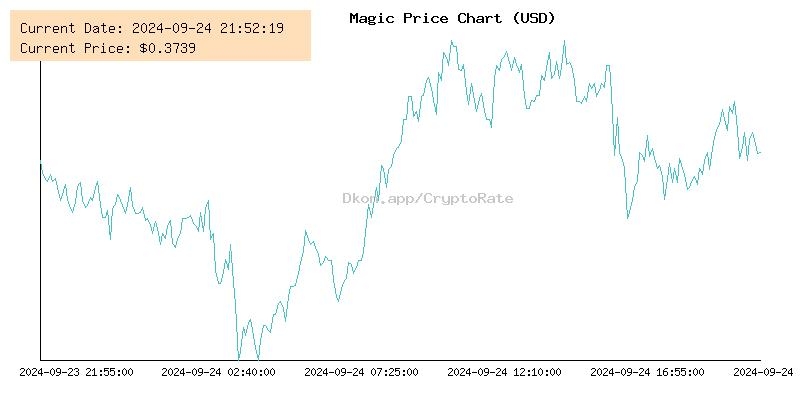 Magic Price Chart (USD)
Current Date: 2024-09-24 21:52:19
Current Price: $0.3739
Dkon.app/CryptoRate
2024-09-23 21:55:00 2024-09-24 02:40:00 2024-09-24 07:25:00 2024-09-24 12:10:00 2024-09-24 16:55:00 2024-09-24